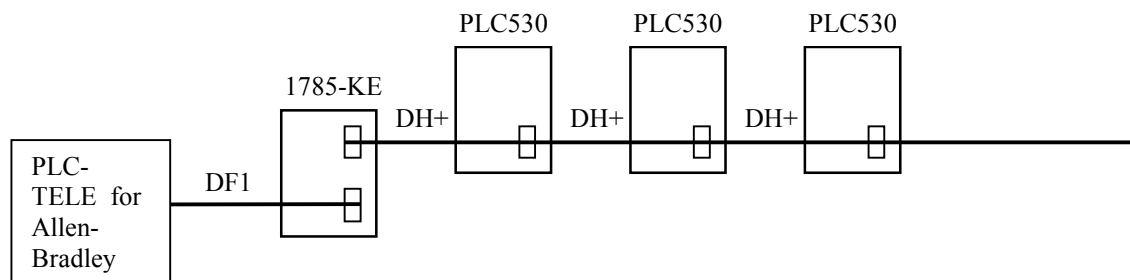 PLC530 PLC530 PLC530
1785-KE
DH+ DH+ DH+
PLC-
TELE for
Allen-
Bradley
DF1